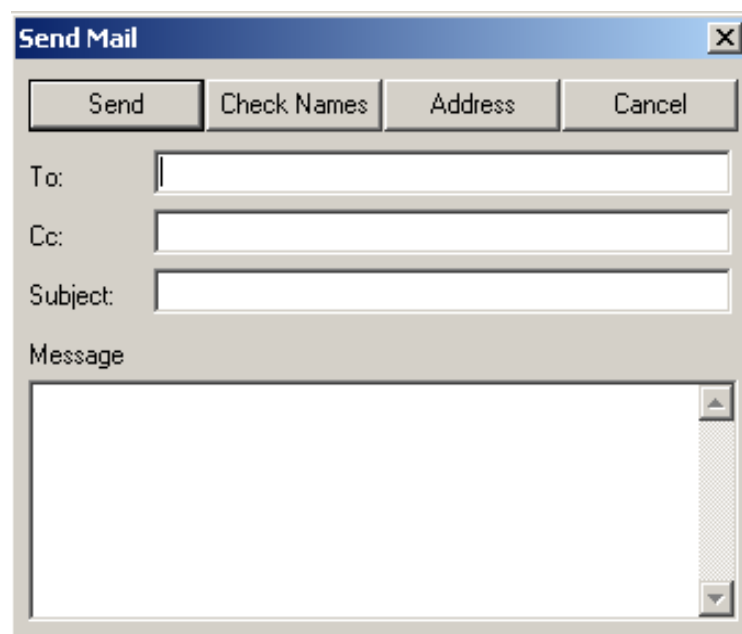 Send Mail
Send Check Names Address Cancel
To:
Cc:
Subject:
Message